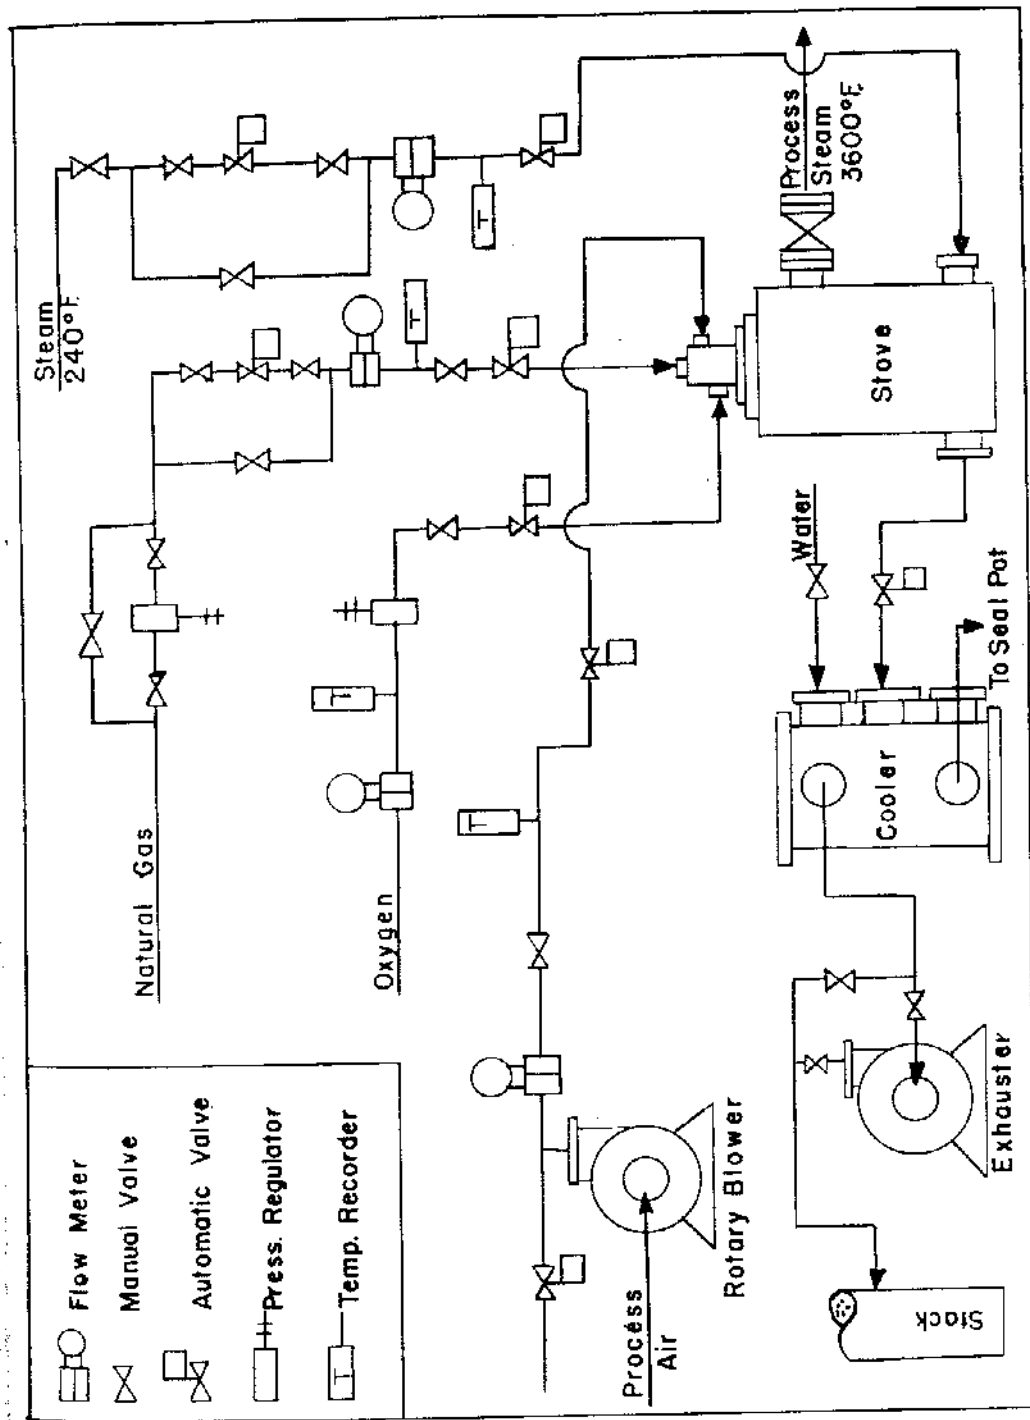 Flow Meter
Manual Valve
Automatic Valve
Press. Regulator
T Temp. Recorder
Natural Gas
Steam
240°F.
Oxygen
T
T
T
T
Process
Air
Rotary Blower
Process
Steam
3600°F.
Water
Stove
Cooler
To Seal Pot
Exhauster
Stack